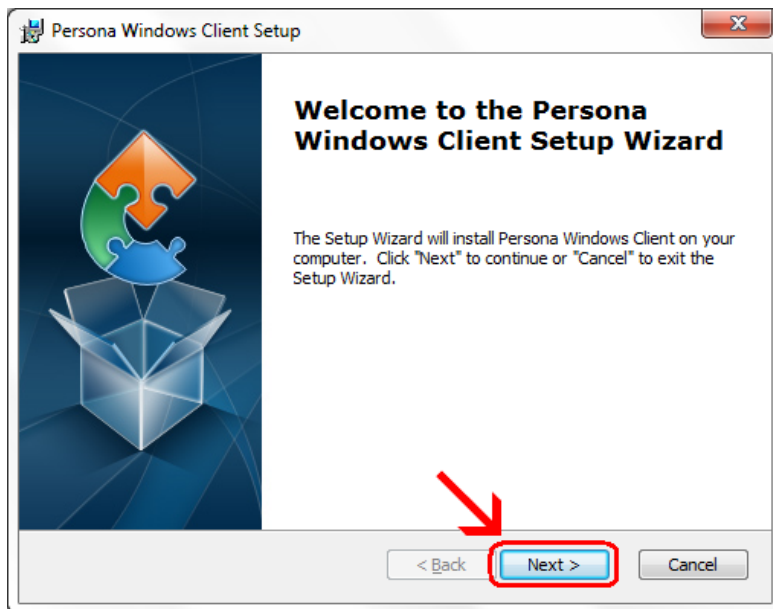 Persona Windows Client Setup
Welcome to the Persona
Windows Client Setup Wizard
The Setup Wizard will install Persona Windows Client on your
computer. Click "Next" to continue or "Cancel" to exit the
Setup Wizard.
< Back
Next >
Cancel